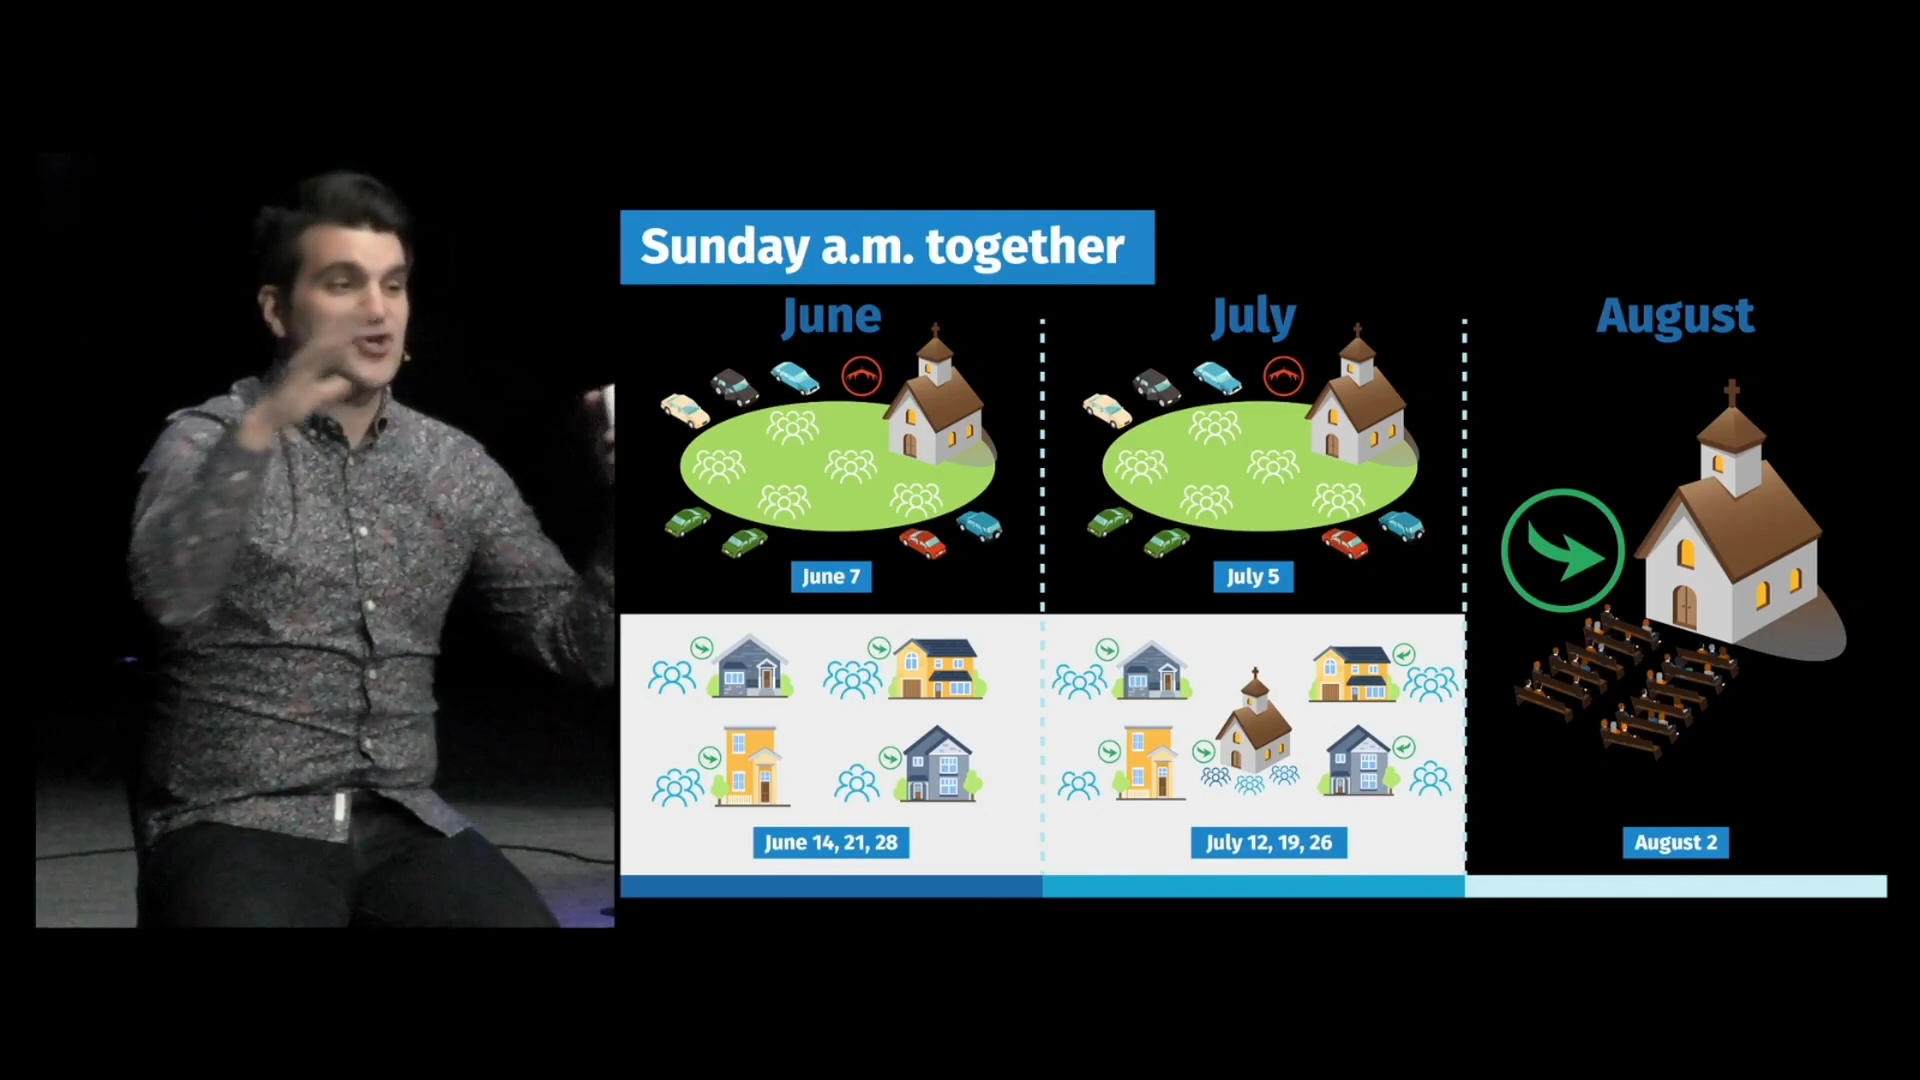 Sunday a.m. together
June
July
August
June 7
July 5
June 14, 21, 28
July 12, 19, 26
August 2